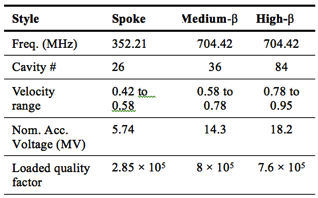 Style Spoke Medium-β High-β
Freq. (MHz) 352.21 704.42 704.42
Cavity # 26 36 84
Velocity 0.42 to 0.58 to 0.78 to
range 0.58 0.78 0.95
Nom. Acc. 5.74 14.3 18.2
Voltage (MV)
Loaded quality 2.85 × 10⁵ 8 × 10⁵ 7.6 × 10⁵
factor